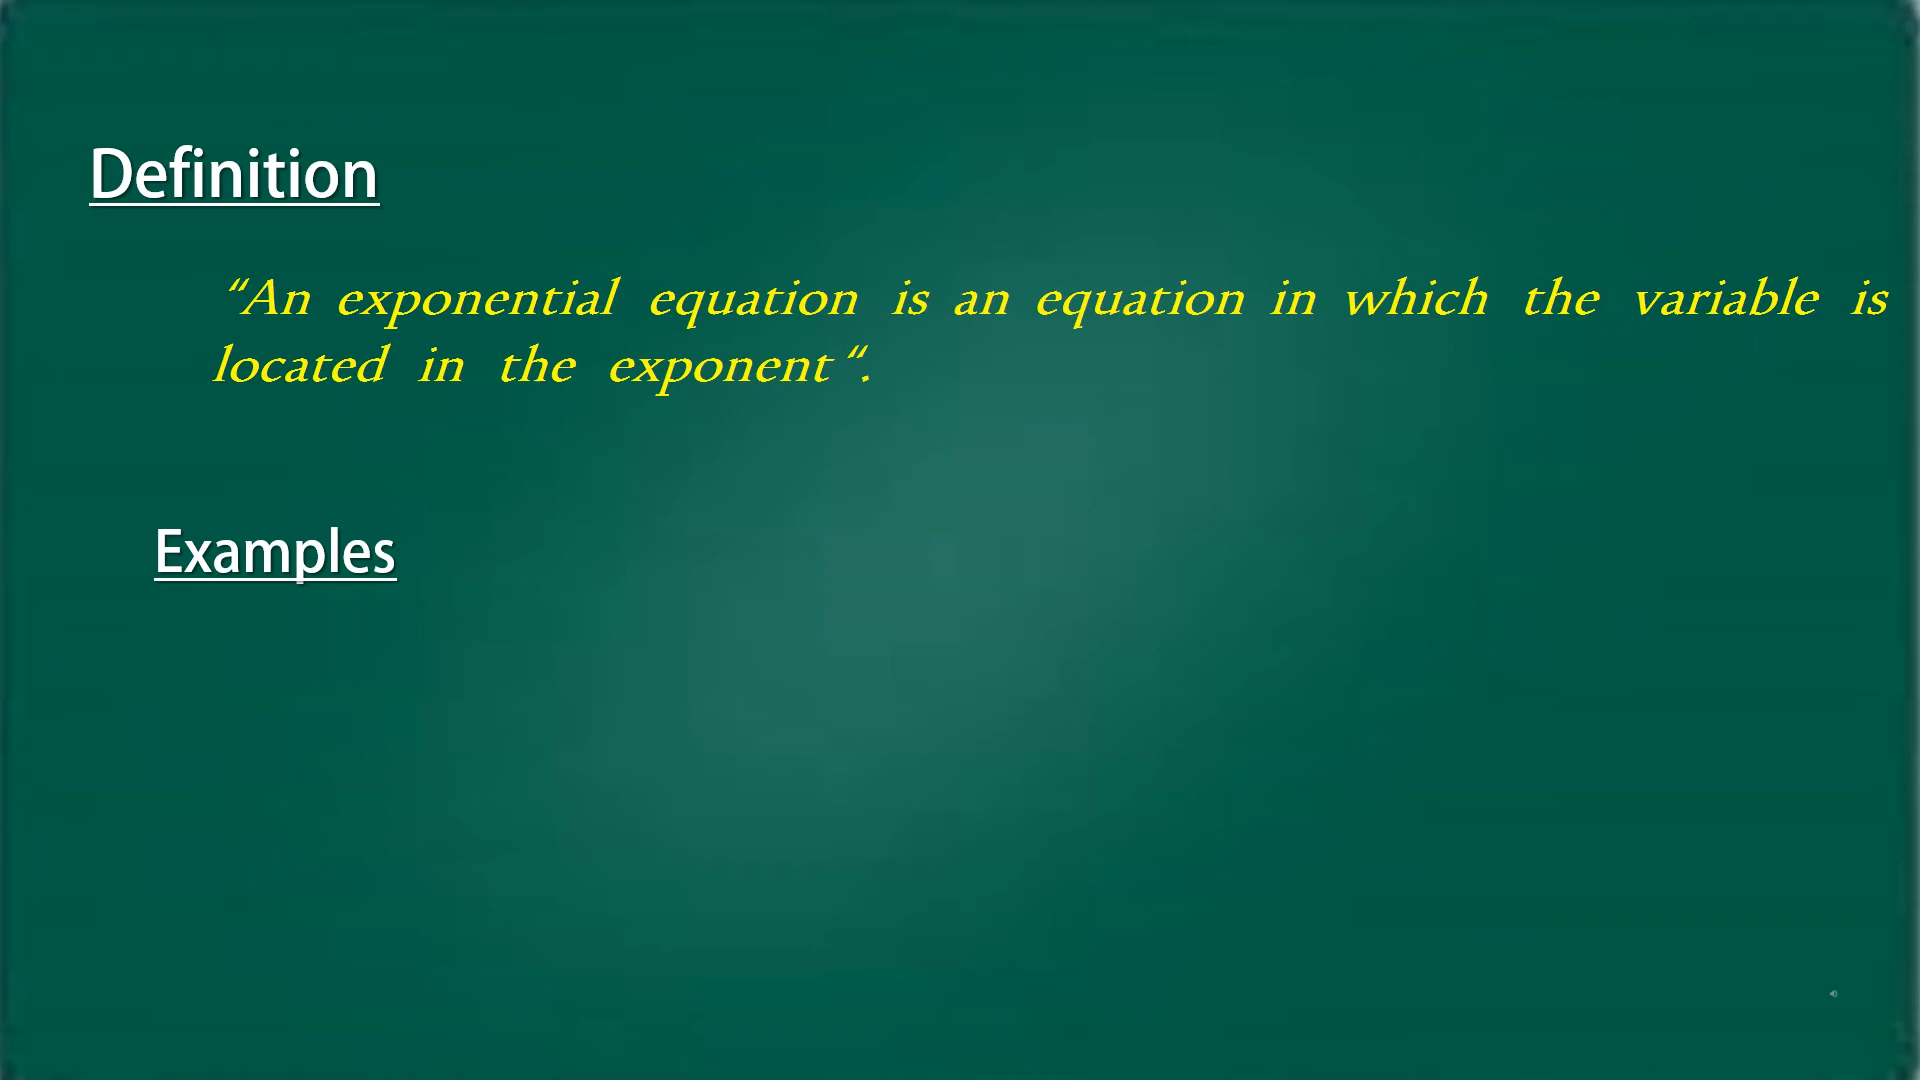 Definition
“An exponential equation is an equation in which the variable is
located in the exponent“.
Examples